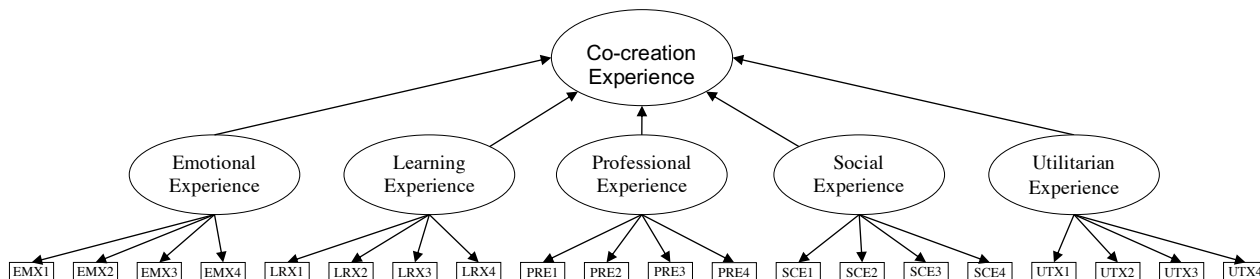 Co-creation
Experience
Emotional
Experience
Learning
Experience
Professional
Experience
Social
Experience
Utilitarian
Experience
EMX1 EMX2 EMX3 EMX4 LRX1 LRX2 LRX3 LRX4 PRE1 PRE2 PRE3 PRE4 SCE1 SCE2 SCE3 SCE4 UTX1 UTX2 UTX3